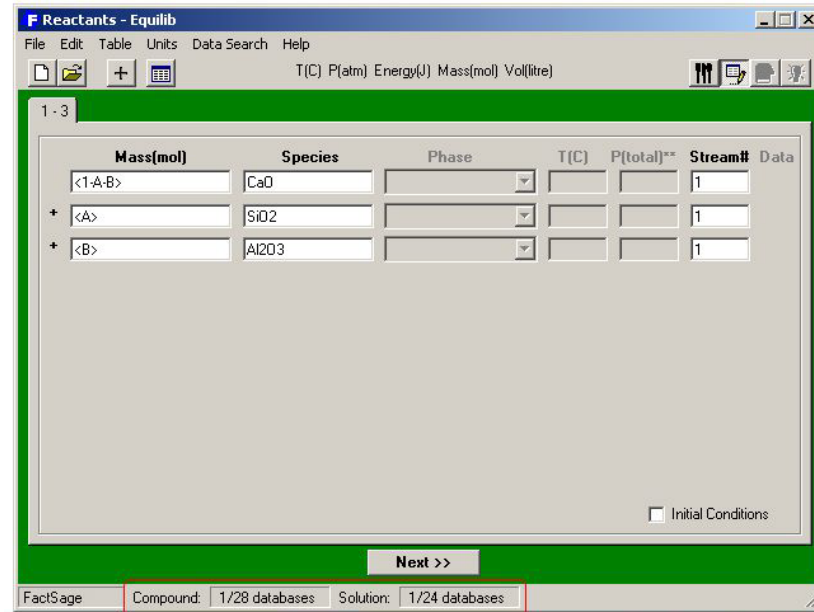 F Reactants - Equilib
File Edit Table Units Data Search Help
T(C) P(atm) Energy(J) Mass(mol) Vol(litre)
1 - 3
Mass(mol) Species Phase T(C) P(total)** Stream# Data
<1-A-B> CaO 1
+ <A> SiO2 1
+ <B> Al2O3 1
Initial Conditions
Next >>
FactSage Compound: 1/28 databases Solution: 1/24 databases